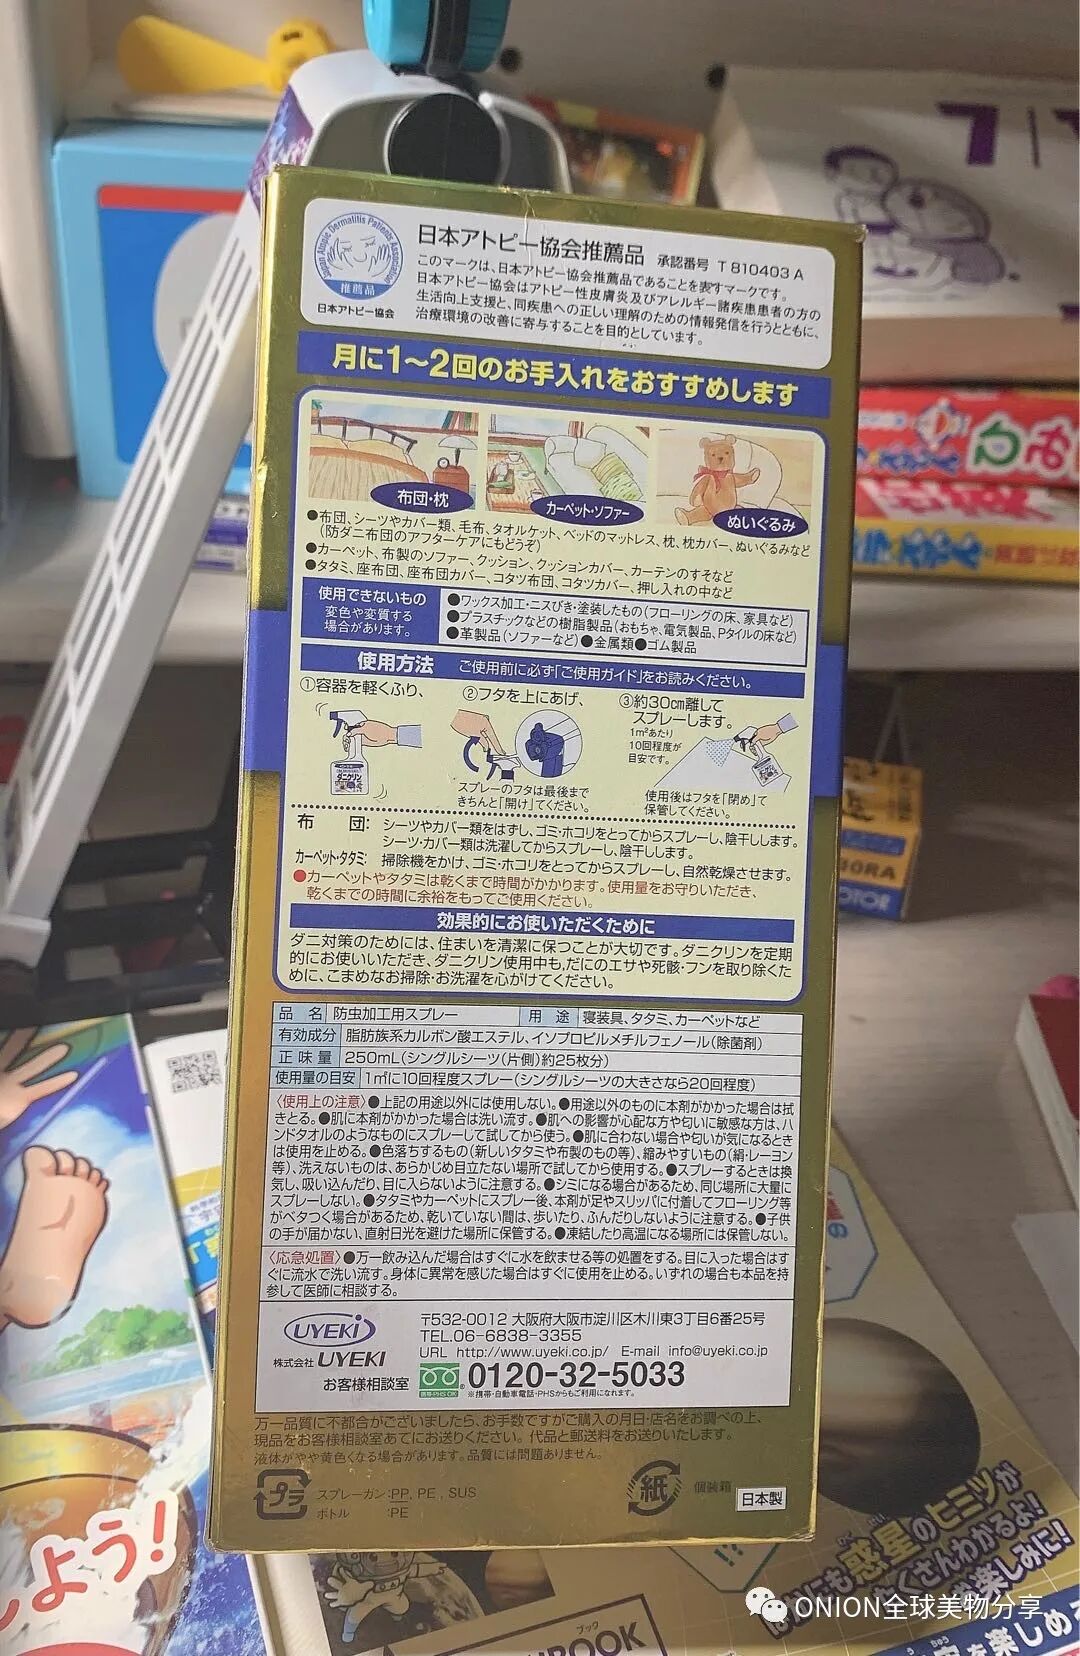 Japan Atopic Dermatitis Patients Association
推薦品
日本アトピー協会
日本アトピー協会推薦品 承認番号 T810403A
このマークは、日本アトピー協会推薦品であることを表すマークです。
日本アトピー協会はアトピー性皮膚炎及びアレルギー諸疾患患者の方の
生活向上支援と、同疾患への正しい理解のための情報発信を行うとともに、
治療環境の改善に寄与することを目的としています。
月に1〜2回のお手入れをおすすめします
布団・枕
カーペット・ソファー
ぬいぐるみ
●布団、シーツやカバー類、毛布、タオルケット、ベッドのマットレス、枕、枕カバー、ぬいぐるみなど
(防ダニ布団のアフターケアにもどうぞ)
●カーペット、布製のソファー、クッション、クッションカバー、カーテンのすそなど
●タタミ、座布団、座布団カバー、コタツ布団、コタツカバー、押し入れの中など
使用できないもの
変色や変質する
場合があります。
●ワックス加工・ニスびき・塗装したもの(フローリングの床、家具など)
●プラスチックなどの樹脂製品(おもちゃ、電気製品、Pタイルの床など)
●革製品(ソファーなど)●金属類●ゴム製品
使用方法 ご使用前に必ず「ご使用ガイド」をお読みください。
①容器を軽くふり、
②フタを上にあげ、
③約30cm離して
スプレーします。
1m²あたり
10回程度が
目安です。
ダニクリン
スプレーのフタは最後まで
きちんと「開け」てください。
使用後はフタを「閉め」て
保管してください。
布 団: シーツやカバー類をはずし、ゴミ・ホコリをとってからスプレーし、陰干しします。
シーツ・カバー類は洗濯してからスプレーし、陰干しします。
カーペット・タタミ: 掃除機をかけ、ゴミ・ホコリをとってからスプレーし、自然乾燥させます。
●カーペットやタタミは乾くまで時間がかかります。使用量をお守りいただき、
乾くまでの時間に余裕をもってご使用ください。
効果的にお使いいただくために
ダニ対策のためには、住まいを清潔に保つことが大切です。ダニクリンを定期
的にお使いいただき、ダニクリン使用中も、だにのエサや死骸・フンを取り除くた
めに、こまめなお掃除・お洗濯を心がけてください。
品 名 防虫加工用スプレー 用 途 寝装具、タタミ、カーペットなど
有効成分 脂肪族系カルボン酸エステル、イソプロピルメチルフェノール(除菌剤)
正味量 250mL(シングルシーツ(片側)約25枚分)
使用量の目安 1㎡に10回程度スプレー(シングルシーツの大きさなら20回程度)
〈使用上の注意〉●上記の用途以外には使用しない。●用途以外のものに本剤がかかった場合は拭
きとる。●肌に本剤がかかった場合は洗い流す。●肌への影響が心配な方や匂いに敏感な方は、ハ
ンドタオルのようなものにスプレーして試してから使う。●肌に合わない場合や匂いが気になるとき
は使用を止める。●色落ちするもの(新しいタタミや布製のもの等)、縮みやすいもの(絹・レーヨン
等)、洗えないものは、あらかじめ目立たない場所で試してから使用する。●スプレーするときは換
気し、吸い込んだり、目に入らないように注意する。●シミになる場合があるため、同じ場所に大量に
スプレーしない。●タタミやカーペットにスプレー後、本剤が足やスリッパに付着してフローリング等
がベタつく場合があるため、乾いていない間は、歩いたり、ふんだりしないように注意する。●子供
の手が届かない、直射日光を避けた場所に保管する。●凍結したり高温になる場所には保管しない。
〈応急処置〉●万一飲み込んだ場合はすぐに水を飲ませる等の処置をする。目に入った場合はす
ぐに流水で洗い流す。身体に異常を感じた場合はすぐに使用を止める。いずれの場合も本品を持
参して医師に相談する。
UYEKI
株式会社 UYEKI
〒532-0012 大阪府大阪市淀川区木川東3丁目6番25号
TEL.06-6838-3355
URL http://www.uyeki.co.jp/ E-mail info@uyeki.co.jp
お客様相談室 0120-32-5033
携帯・PHS OK!
※携帯・自動車電話・PHSからもご利用になれます。
万一品質に不都合がございましたら、お手数ですがご購入の月日・店名をお調べの上、
現品をお客様相談室あてにお送りください。代品と郵送料をお送りいたします。
液体がやや黄色くなる場合があります。品質には問題ありません。
プラ
スプレーガン:PP, PE, SUS
ボトル :PE
紙
個装箱
日本製
しよう!
ほかにも惑星のヒミツが
たくさんわかるよ!
お楽しみに!
ブック
BOOK
を楽しめ
ORA
OTOR
ONION全球美物分享